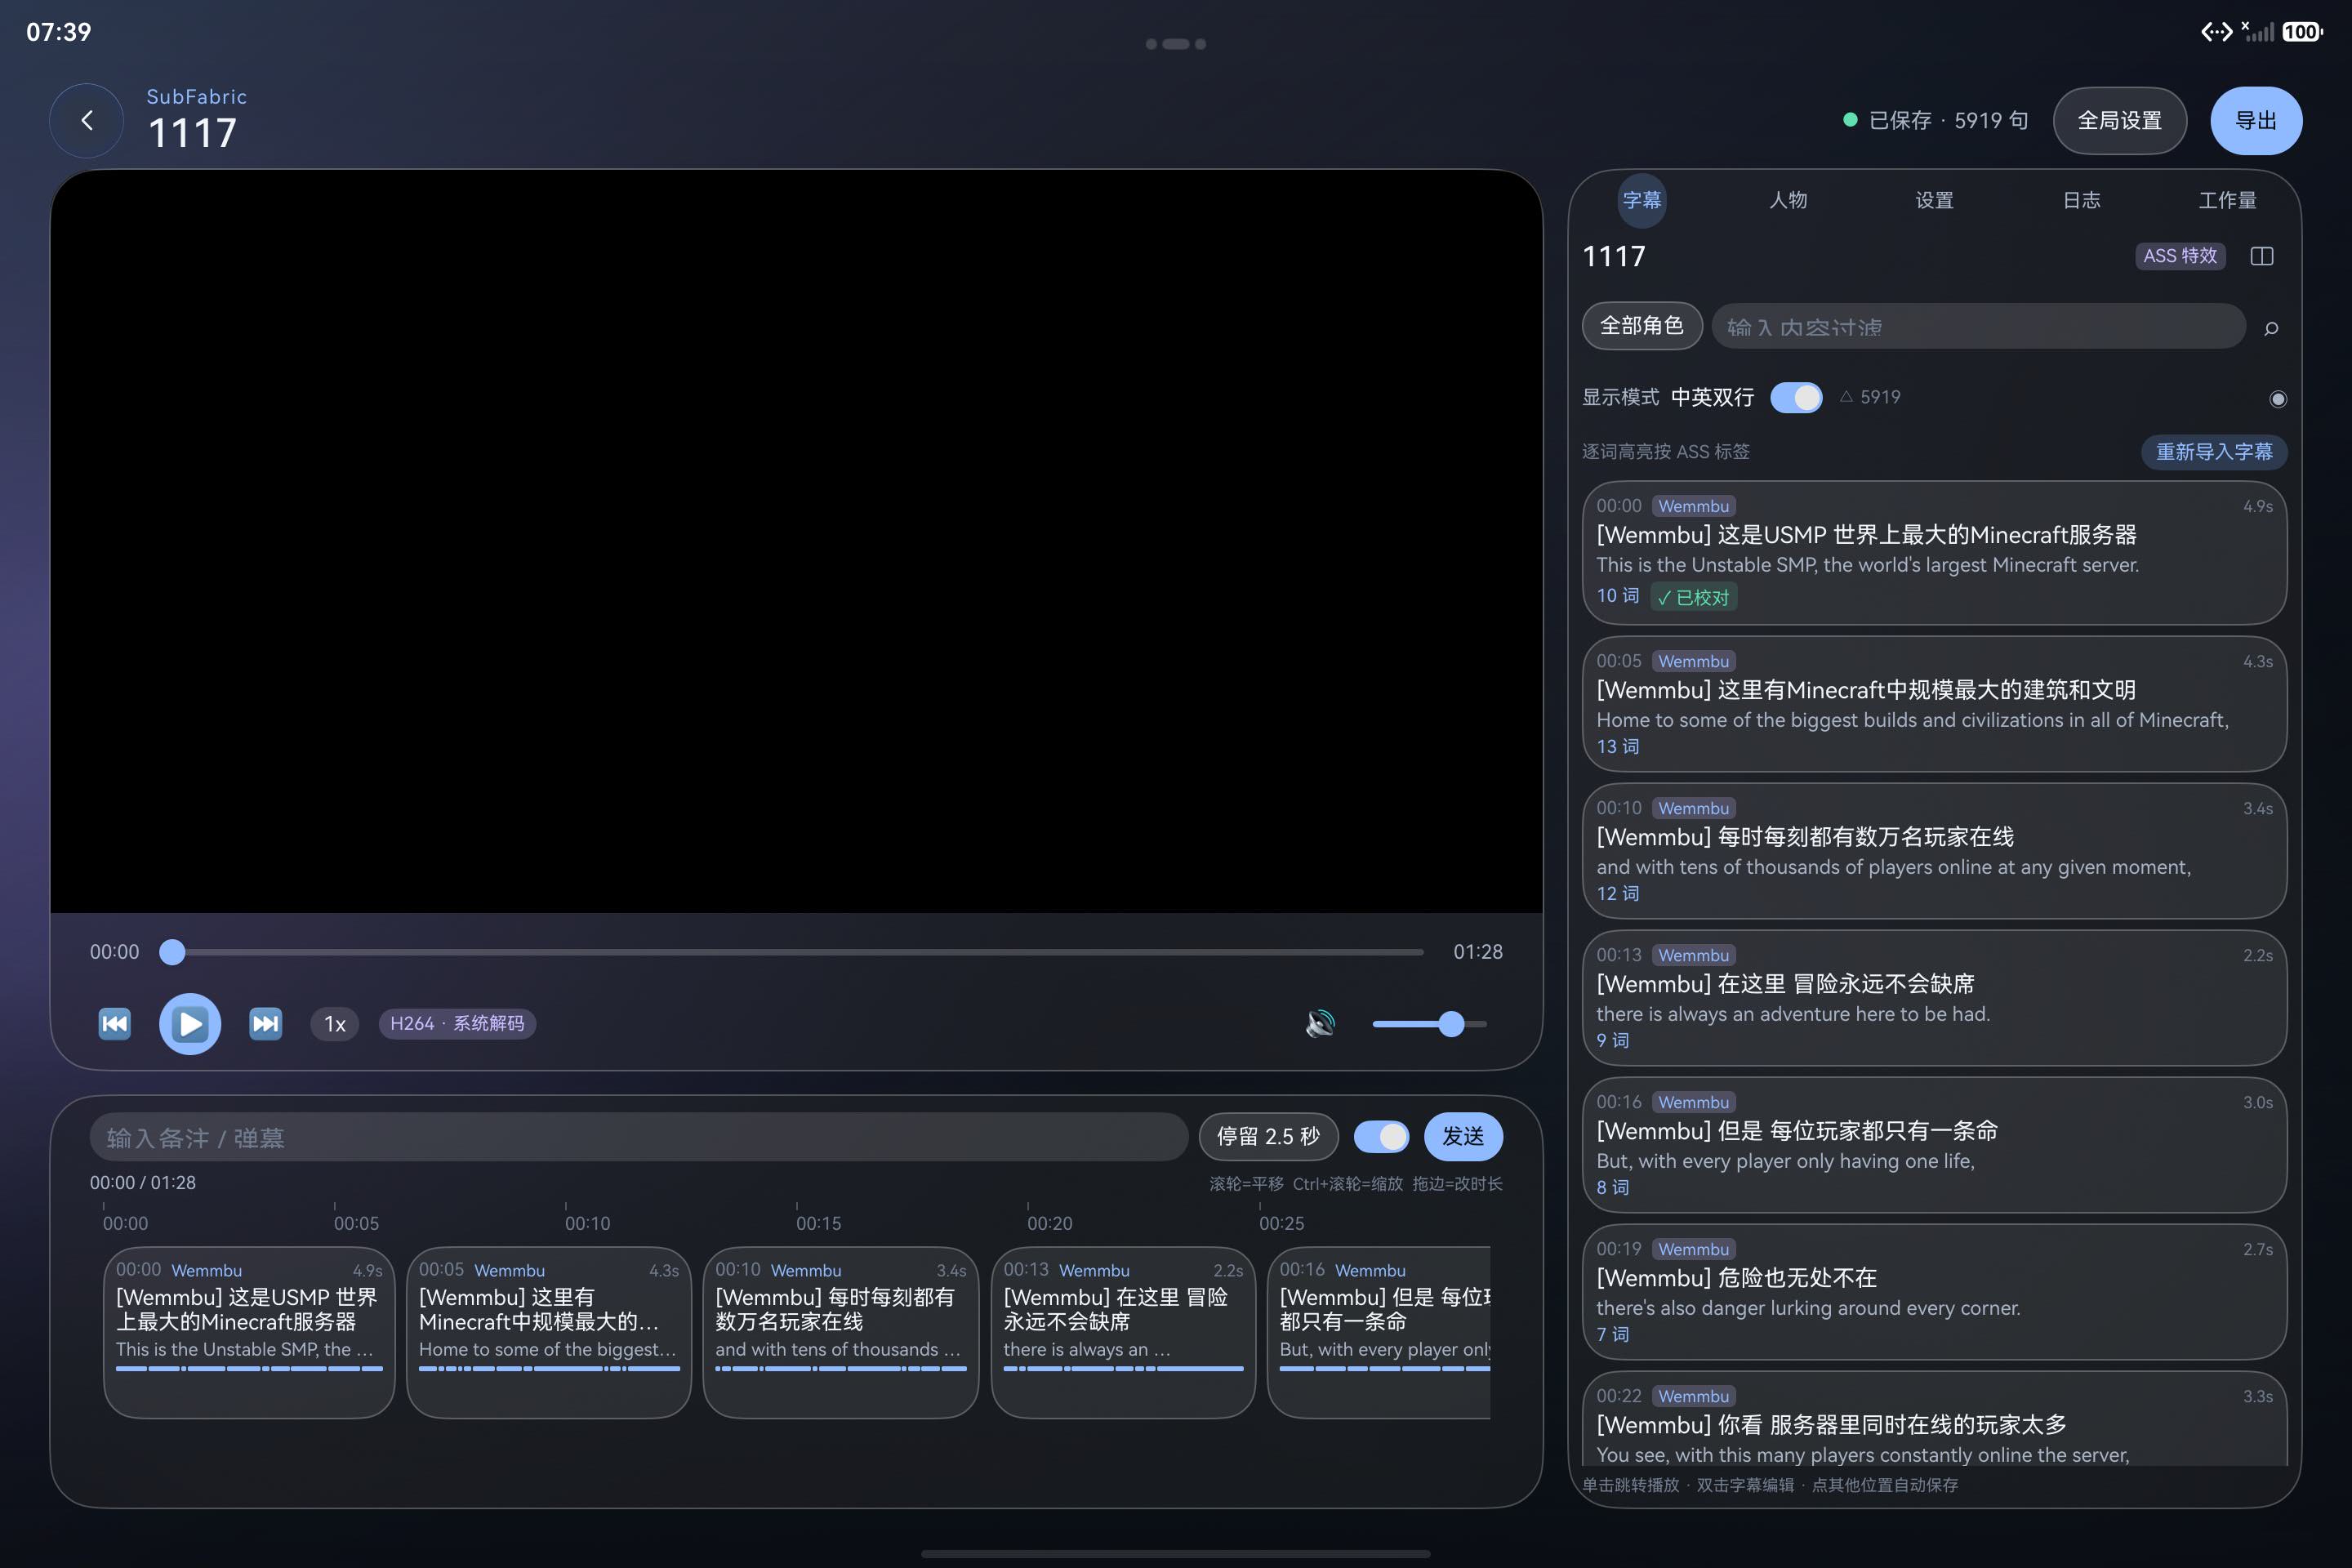 07:39
100
SubFabric
1117
已保存 · 5919 句
全局设置
导出
00:00
01:28
1x
H264 · 系统解码
输入备注 / 弹幕
停留 2.5 秒
发送
00:00 / 01:28
滚轮=平移 Ctrl+滚轮=缩放 拖边=改时长
00:00
00:05
00:10
00:15
00:20
00:25
00:00 Wemmbu 4.9s
[Wemmbu] 这是USMP 世界
上最大的Minecraft服务器
This is the Unstable SMP, the …
00:05 Wemmbu 4.3s
[Wemmbu] 这里有
Minecraft中规模最大的…
Home to some of the biggest…
00:10 Wemmbu 3.4s
[Wemmbu] 每时每刻都有
数万名玩家在线
and with tens of thousands …
00:13 Wemmbu 2.2s
[Wemmbu] 在这里 冒险
永远不会缺席
there is always an …
00:16 Wemmbu
[Wemmbu] 但是 每位
都只有一条命
But, with every player only
字幕
人物
设置
日志
工作量
1117
ASS 特效
全部角色
输入内容过滤
显示模式 中英双行
△ 5919
逐词高亮按 ASS 标签
重新导入字幕
00:00 Wemmbu 4.9s
[Wemmbu] 这是USMP 世界上最大的Minecraft服务器
This is the Unstable SMP, the world's largest Minecraft server.
10 词 ✓ 已校对
00:05 Wemmbu 4.3s
[Wemmbu] 这里有Minecraft中规模最大的建筑和文明
Home to some of the biggest builds and civilizations in all of Minecraft,
13 词
00:10 Wemmbu 3.4s
[Wemmbu] 每时每刻都有数万名玩家在线
and with tens of thousands of players online at any given moment,
12 词
00:13 Wemmbu 2.2s
[Wemmbu] 在这里 冒险永远不会缺席
there is always an adventure here to be had.
9 词
00:16 Wemmbu 3.0s
[Wemmbu] 但是 每位玩家都只有一条命
But, with every player only having one life,
8 词
00:19 Wemmbu 2.7s
[Wemmbu] 危险也无处不在
there's also danger lurking around every corner.
7 词
00:22 Wemmbu 3.3s
[Wemmbu] 你看 服务器里同时在线的玩家太多
You see, with this many players constantly online the server,
单击跳转播放 · 双击字幕编辑 · 点其他位置自动保存